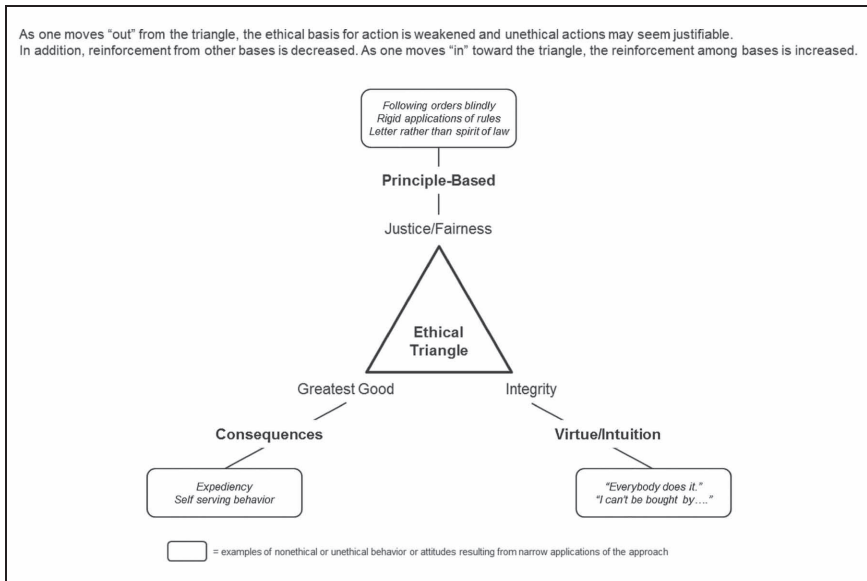 As one moves “out” from the triangle, the ethical basis for action is weakened and unethical actions may seem justifiable.
In addition, reinforcement from other bases is decreased. As one moves “in” toward the triangle, the reinforcement among bases is increased.
Following orders blindly
Rigid applications of rules
Letter rather than spirit of law
Principle-Based
Justice/Fairness
Ethical
Triangle
Greatest Good
Integrity
Consequences
Virtue/Intuition
Expediency
Self serving behavior
“Everybody does it.”
“I can't be bought by....”
= examples of nonethical or unethical behavior or attitudes resulting from narrow applications of the approach